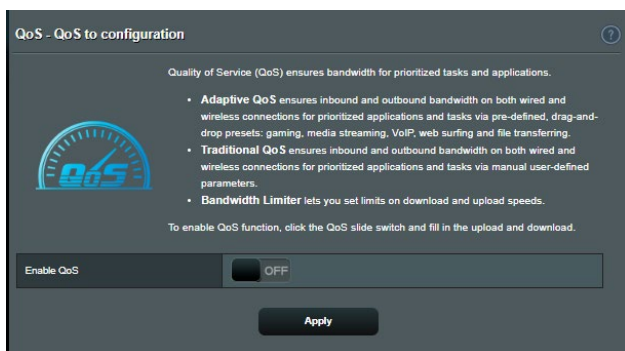 QoS - QoS to configuration
?
Quality of Service (QoS) ensures bandwidth for prioritized tasks and applications.
• Adaptive QoS ensures inbound and outbound bandwidth on both wired and
wireless connections for prioritized applications and tasks via pre-defined, drag-and-
drop presets: gaming, media streaming, VoIP, web surfing and file transferring.
• Traditional QoS ensures inbound and outbound bandwidth on both wired and
wireless connections for prioritized applications and tasks via manual user-defined
parameters.
• Bandwidth Limiter lets you set limits on download and upload speeds.
QoS
To enable QoS function, click the QoS slide switch and fill in the upload and download.
Enable QoS
OFF
Apply